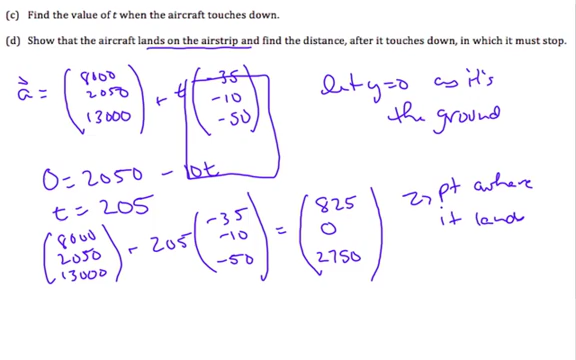 (c) Find the value of t when the aircraft touches down.
(d) Show that the aircraft lands on the airstrip and find the distance, after it touches down, in which it must stop.
a = (8000 2050 13000) + t (-35 -10 -50) let y=0 as it's
the ground
0 = 2050 - 10t
t = 205
(8000 2050 13000) + 205 (-35 -10 -50) = (825 0 2750) pt where
it land